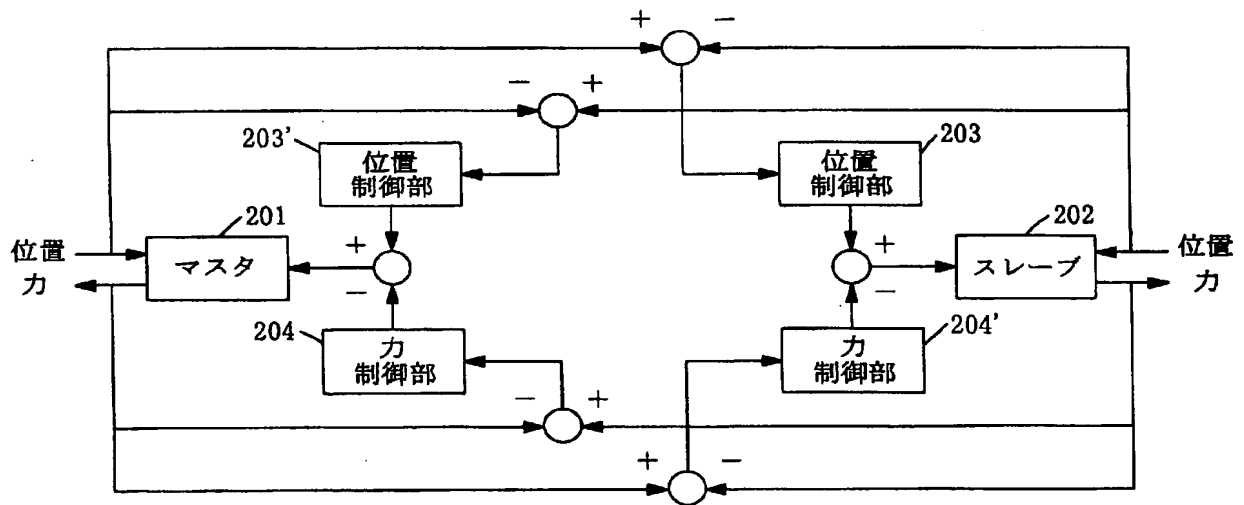 + −
− +
203'
203
位置
制御部
位置
制御部
201
202
位置
力
マスタ
+
−
+
−
スレーブ
位置
力
204
204'
力
制御部
力
制御部
− +
+ −